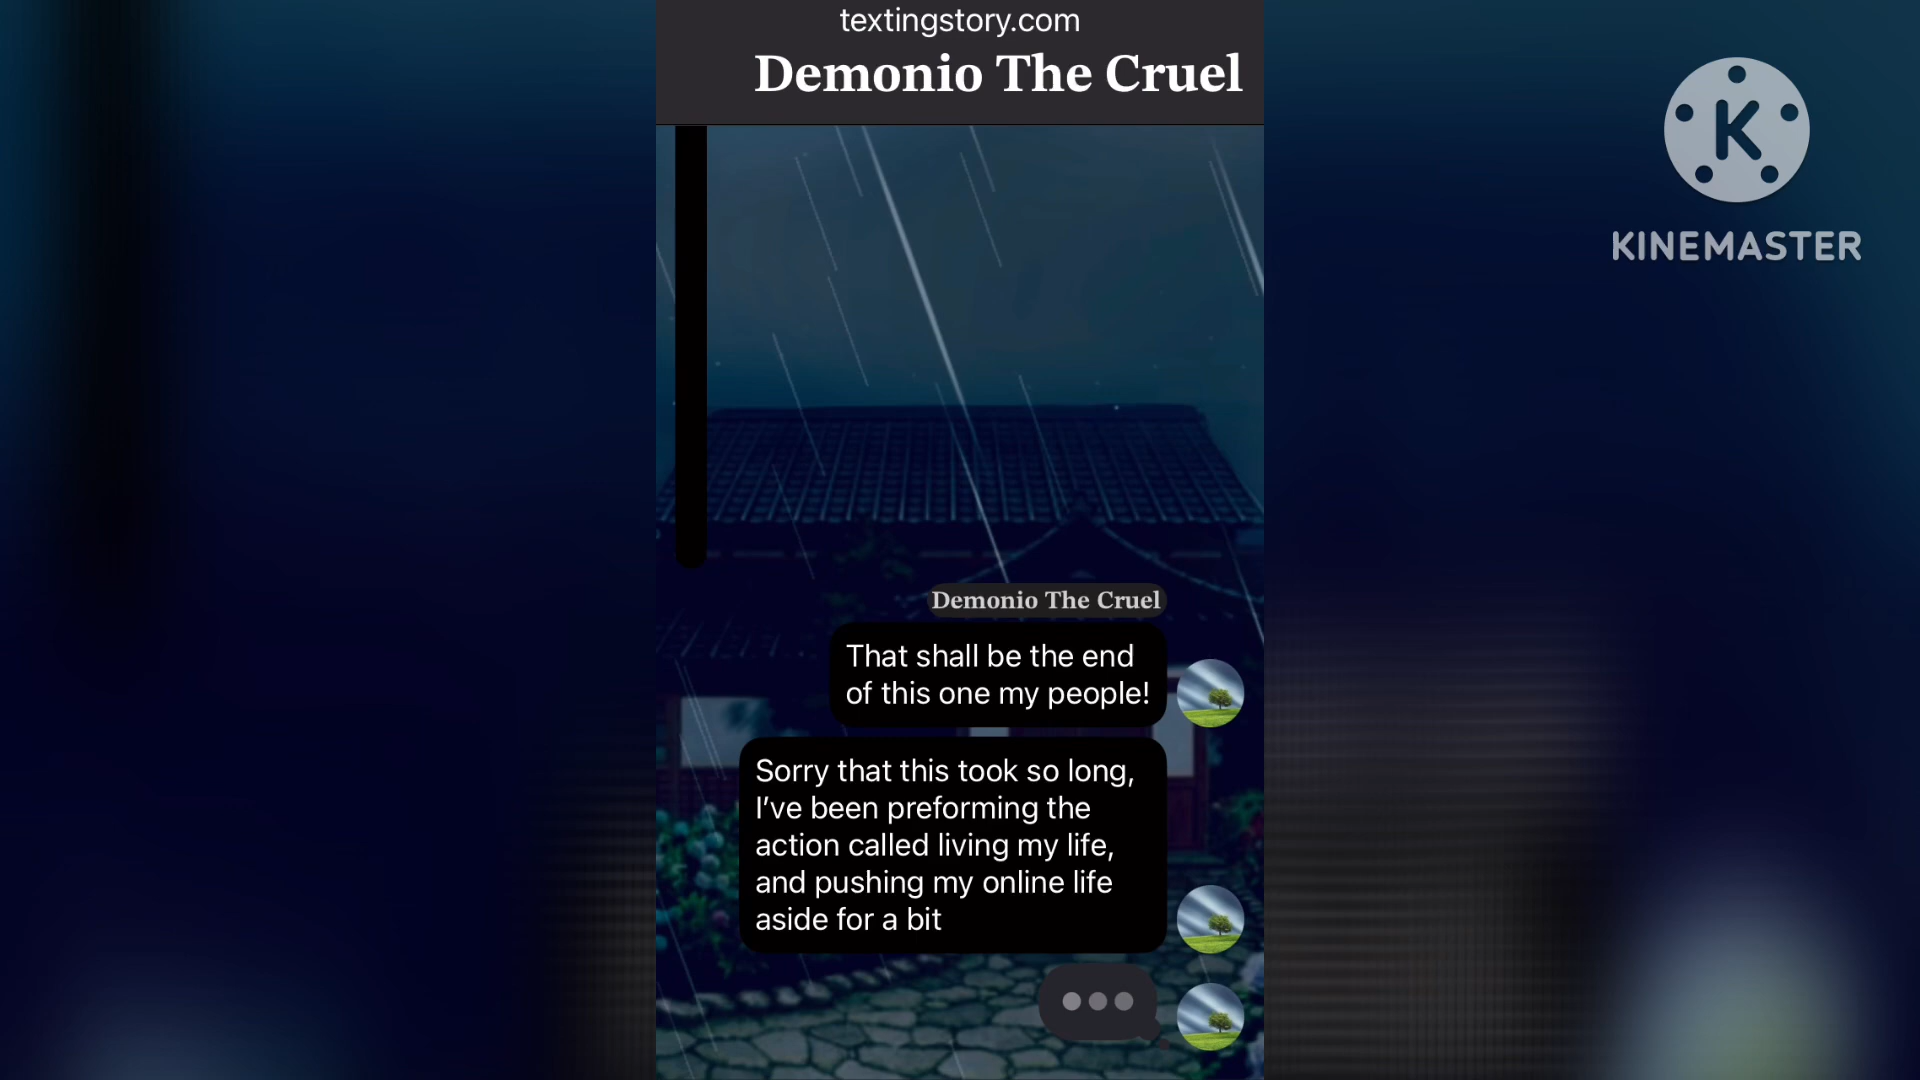 textingstory.com
Demonio The Cruel
K
KINEMASTER
Demonio The Cruel
That shall be the end
of this one my people!
Sorry that this took so long,
I’ve been preforming the
action called living my life,
and pushing my online life
aside for a bit